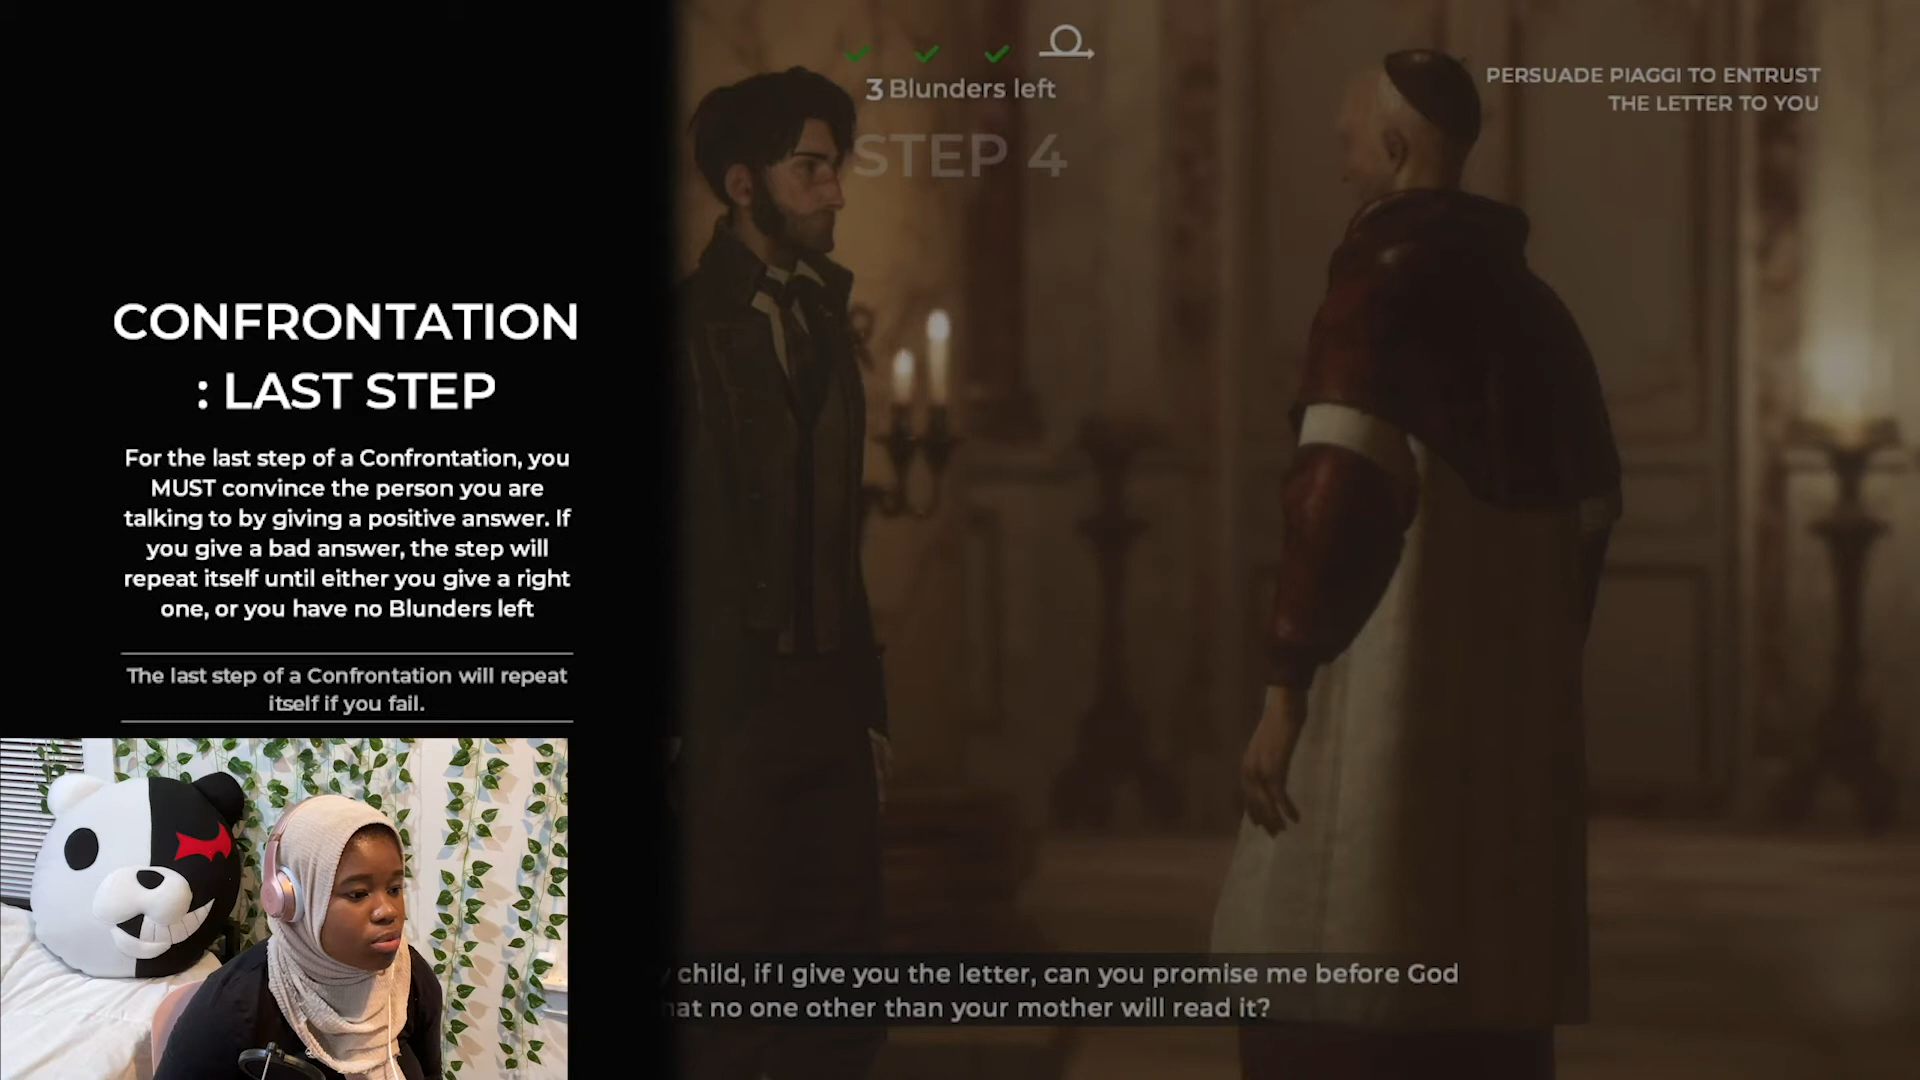 3 Blunders left
STEP 4
PERSUADE PIAGGI TO ENTRUST
THE LETTER TO YOU
CONFRONTATION
: LAST STEP
For the last step of a Confrontation, you
MUST convince the person you are
talking to by giving a positive answer. If
you give a bad answer, the step will
repeat itself until either you give a right
one, or you have no Blunders left
The last step of a Confrontation will repeat
itself if you fail.
child, if I give you the letter, can you promise me before God
no one other than your mother will read it?